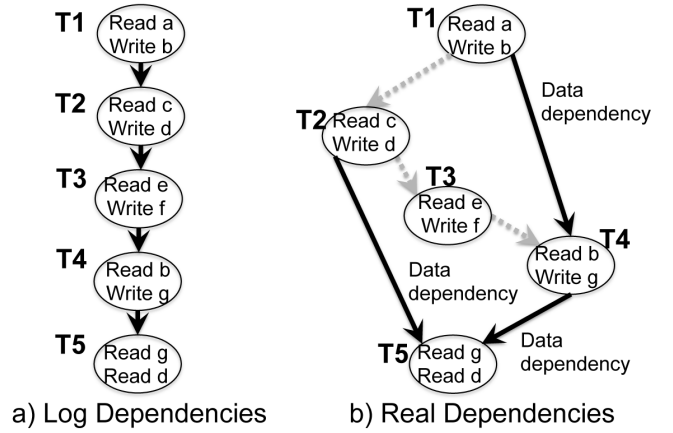 T1
Read a
Write b
T2
Read c
Write d
T3
Read e
Write f
T4
Read b
Write g
T5
Read g
Read d
a) Log Dependencies
T1
Read a
Write b
Data
dependency
T2
Read c
Write d
T3
Read e
Write f
T4
Read b
Write g
Data
dependency
T5
Read g
Read d
Data
dependency
b) Real Dependencies